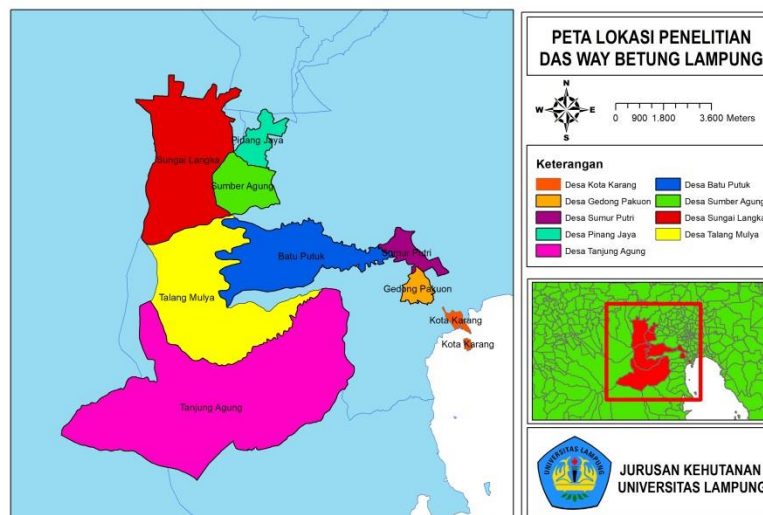 Pinang Jaya
Sungai Langka
Sumber Agung
Batu Putuk
Sumur Putri
Talang Mulya
Gedong Pakuon
Kota Karang
Kota Karang
Tanjung Agung
PETA LOKASI PENELITIAN
DAS WAY BETUNG LAMPUNG
N
W E
S
0 900 1.800 3.600 Meters
Keterangan
Desa Kota Karang
Desa Gedong Pakuon
Desa Sumur Putri
Desa Pinang Jaya
Desa Tanjung Agung
Desa Batu Putuk
Desa Sumber Agung
Desa Sungai Langka
Desa Talang Mulya
UNIVERSITAS LAMPUNG
JURUSAN KEHUTANAN
UNIVERSITAS LAMPUNG